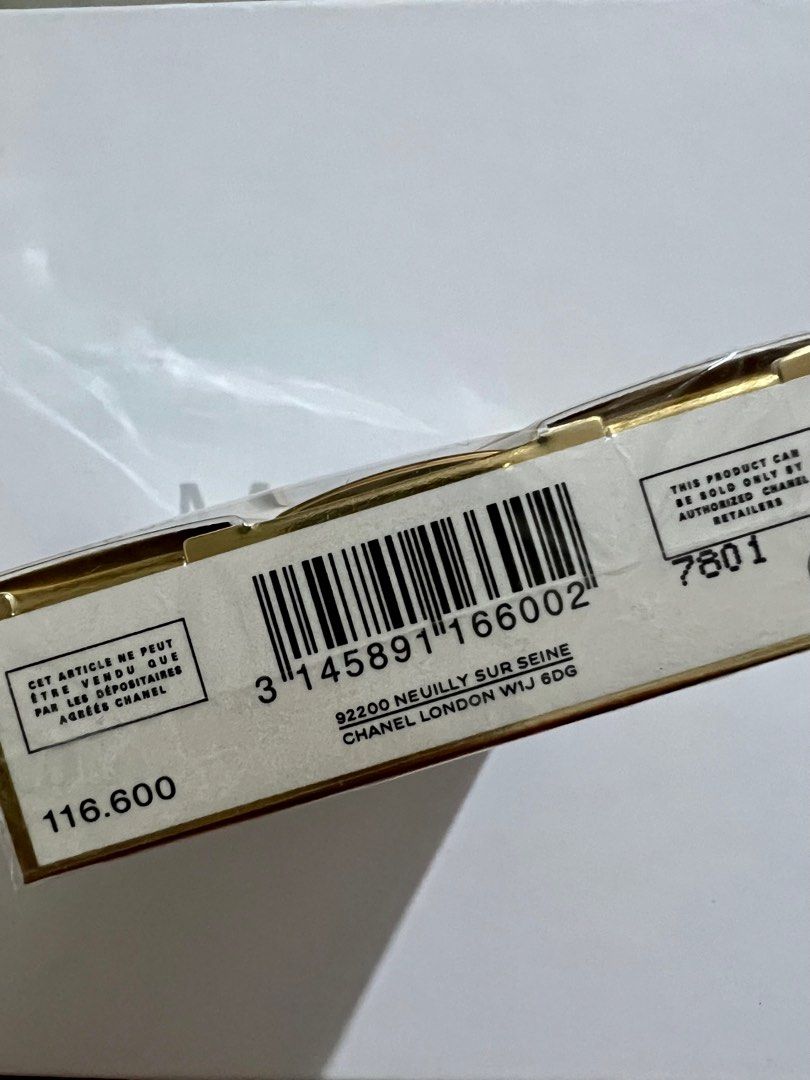 CET ARTICLE NE PEUT
ÊTRE VENDU QUE
PAR LES DÉPOSITAIRES
AGRÉÉS CHANEL
116.600
3 145891 166002
92200 NEUILLY SUR SEINE
CHANEL LONDON W1J 6DG
THIS PRODUCT CAN
BE SOLD ONLY BY
AUTHORIZED CHANEL
RETAILERS
7801